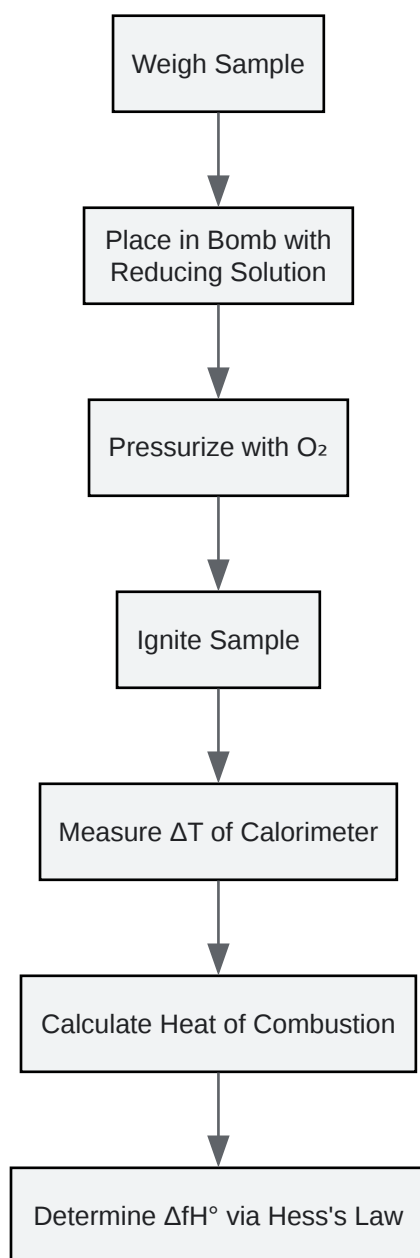 Weigh Sample
Place in Bomb with
Reducing Solution
Pressurize with O₂
Ignite Sample
Measure ΔT of Calorimeter
Calculate Heat of Combustion
Determine ΔfH° via Hess's Law